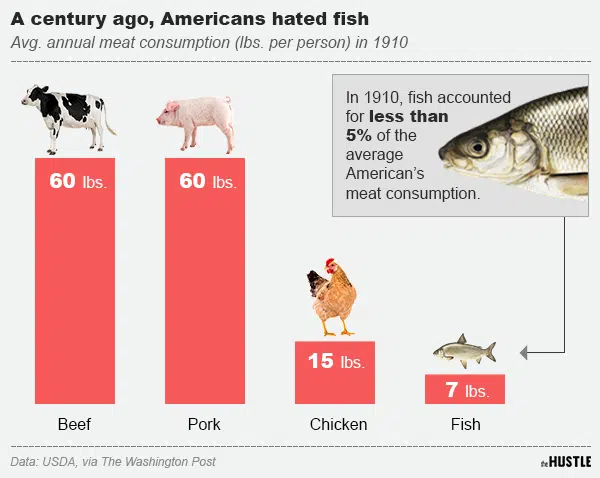 A century ago, Americans hated fish
Avg. annual meat consumption (lbs. per person) in 1910
In 1910, fish accounted
for less than
5% of the
average
American's
meat consumption.
60 lbs.
60 lbs.
15 lbs.
7 lbs.
Beef
Pork
Chicken
Fish
Data: USDA, via The Washington Post
the HUSTLE